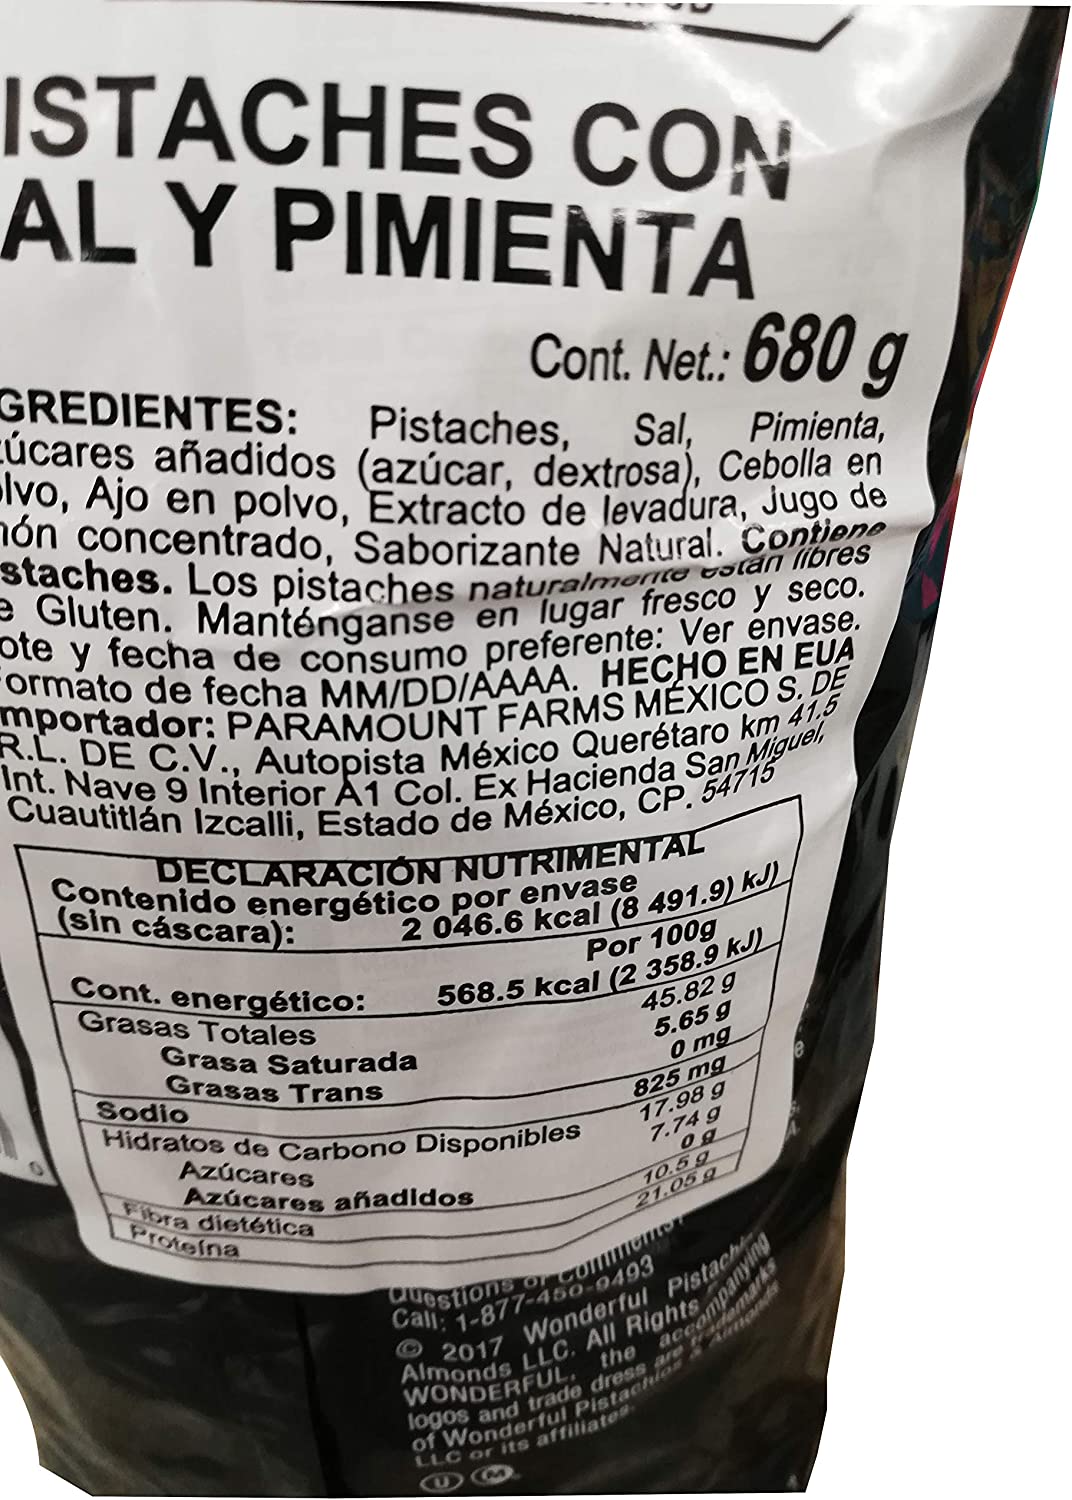 ISTACHES CON
AL Y PIMIENTA
Cont. Net.: 680 g
GREDIENTES: Pistaches, Sal, Pimienta,
úcares añadidos (azúcar, dextrosa), Cebolla en
lvo, Ajo en polvo, Extracto de levadura, Jugo de
ón concentrado, Saborizante Natural. Contiene
staches. Los pistaches naturalmente están libres
e Gluten. Manténganse en lugar fresco y seco.
ote y fecha de consumo preferente: Ver envase.
ormato de fecha MM/DD/AAAA. HECHO EN EUA
mportador: PARAMOUNT FARMS MÉXICO S. DE
R.L. DE C.V., Autopista México Querétaro km 41.5
Int. Nave 9 Interior A1 Col. Ex Hacienda San Miguel,
Cuautitlán Izcalli, Estado de México, CP. 54715
DECLARACIÓN NUTRIMENTAL
Contenido energético por envase
(sin cáscara): 2 046.6 kcal (8 491.9) kJ)
Por 100g
Cont. energético: 568.5 kcal (2 358.9 kJ)
Grasas Totales 45.82 g
Grasa Saturada 5.65 g
Grasas Trans 0 mg
Sodio 825 mg
Hidratos de Carbono Disponibles 17.98 g
Azúcares 7.74 g
Azúcares añadidos 0 g
Fibra dietética 10.5 g
Proteína 21.05 g
Questions or Comments?
Call: 1-877-450-9493
© 2017 Wonderful Pistachios
Almonds LLC. All Rights
WONDERFUL, the accompanying
logos and trade dress are trademarks
of Wonderful Pistachios & Almonds
LLC or its affiliates.
U